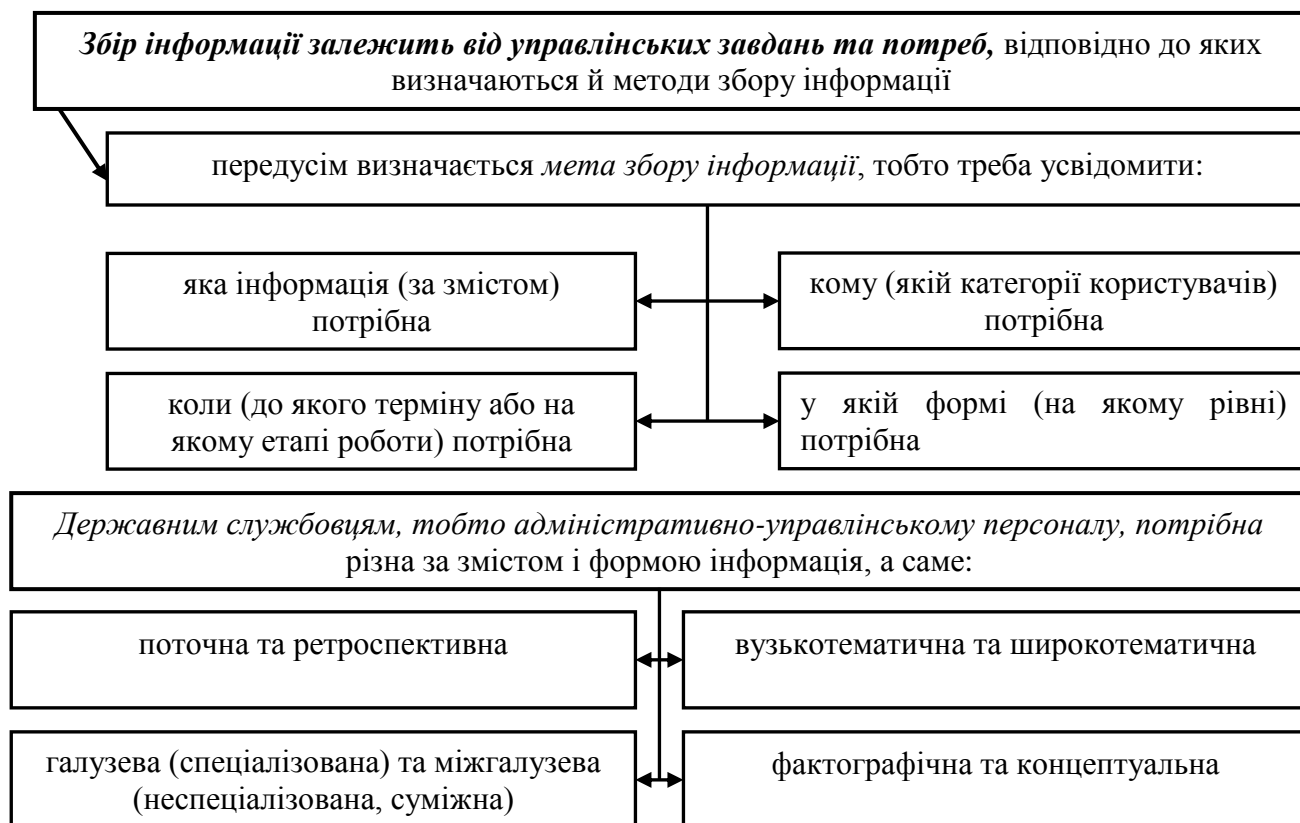 Збір інформації залежить від управлінських завдань та потреб, відповідно до яких
визначаються й методи збору інформації
передусім визначається мета збору інформації, тобто треба усвідомити:
яка інформація (за змістом)
потрібна
кому (якій категорії користувачів)
потрібна
коли (до якого терміну або на
якому етапі роботи) потрібна
у якій формі (на якому рівні)
потрібна
Державним службовцям, тобто адміністративно-управлінському персоналу, потрібна
різна за змістом і формою інформація, а саме:
поточна та ретроспективна
вузькотематична та широкотематична
галузева (спеціалізована) та міжгалузева
(неспеціалізована, суміжна)
фактографічна та концептуальна